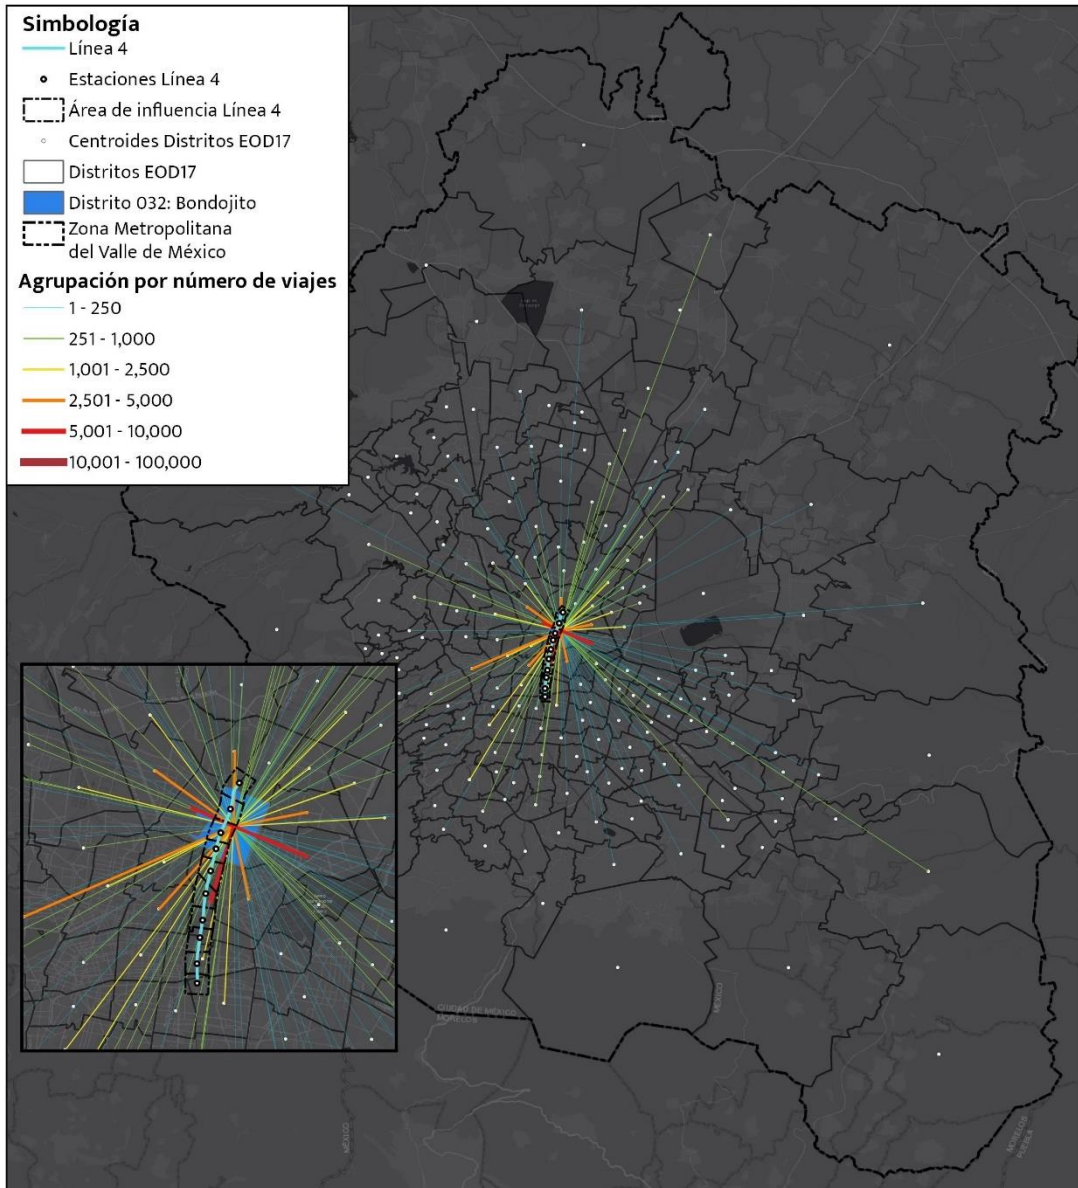 Simbología
Línea 4
Estaciones Línea 4
Área de influencia Línea 4
Centroides Distritos EOD17
Distritos EOD17
Distrito 032: Bondojito
Zona Metropolitana
del Valle de México
Agrupación por número de viajes
1 - 250
251 - 1,000
1,001 - 2,500
2,501 - 5,000
5,001 - 10,000
10,001 - 100,000
CIUDAD DE MÉXICO
MORELOS
MÉXICO
MÉXICO
MORELOS
PUEBLA